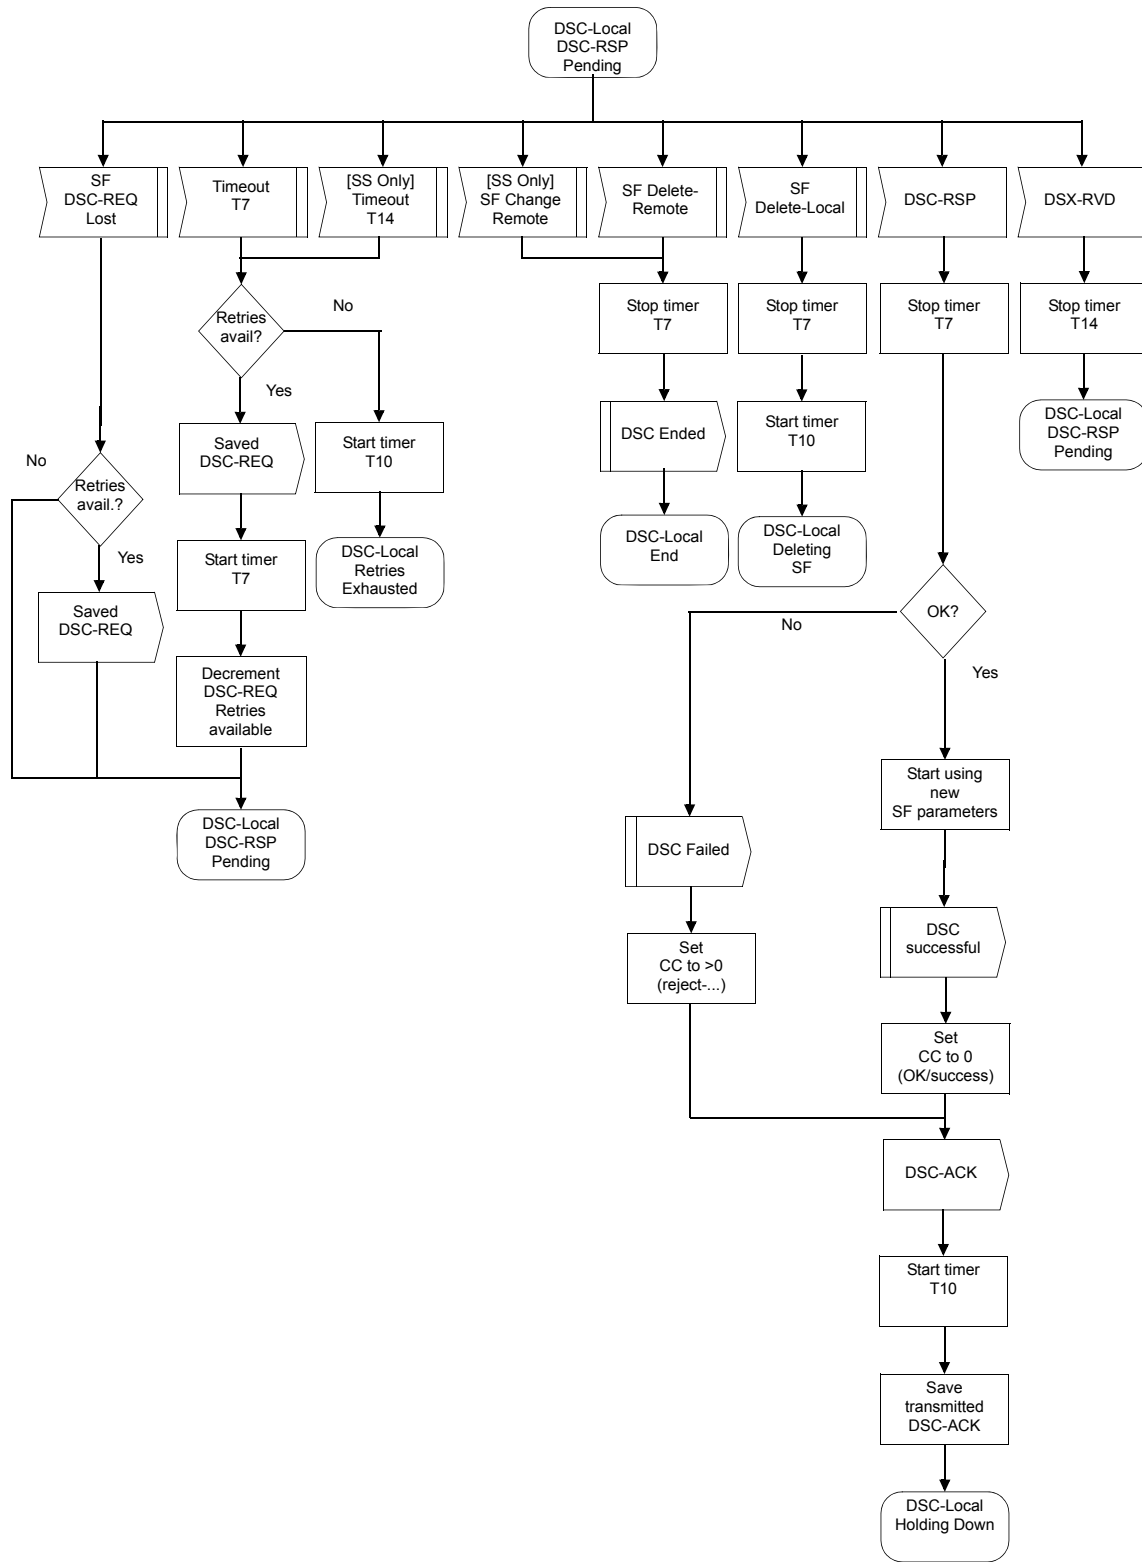 DSC-Local
DSC-RSP
Pending
SF
DSC-REQ
Lost
Timeout
T7
[SS Only]
Timeout
T14
[SS Only]
SF Change
Remote
SF Delete-
Remote
SF
Delete-Local
DSC-RSP
DSX-RVD
Retries
avail?
No
Yes
Stop timer
T7
Stop timer
T7
Stop timer
T7
Stop timer
T14
Saved
DSC-REQ
Start timer
T10
DSC Ended
Start timer
T10
DSC-Local
DSC-RSP
Pending
No
Retries
avail.?
Yes
Start timer
T7
DSC-Local
Retries
Exhausted
DSC-Local
End
DSC-Local
Deleting
SF
Saved
DSC-REQ
OK?
No
Yes
Decrement
DSC-REQ
Retries
available
DSC-Local
DSC-RSP
Pending
Start using
new
SF parameters
DSC Failed
DSC
successful
Set
CC to >0
(reject-...)
Set
CC to 0
(OK/success)
DSC-ACK
Start timer
T10
Save
transmitted
DSC-ACK
DSC-Local
Holding Down